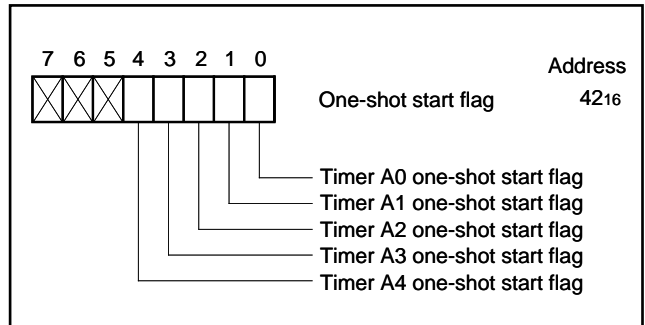 7 6 5 4 3 2 1 0
Address
One-shot start flag 4216
Timer A0 one-shot start flag
Timer A1 one-shot start flag
Timer A2 one-shot start flag
Timer A3 one-shot start flag
Timer A4 one-shot start flag